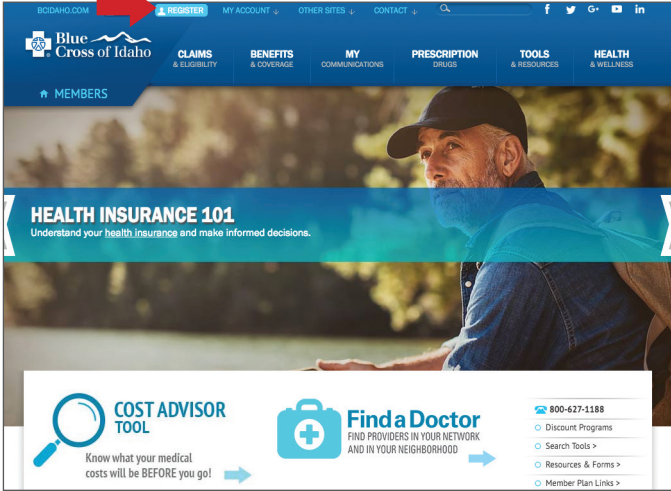 BCIDAHO.COM
REGISTER
MY ACCOUNT
OTHER SITES
CONTACT
f
G+
in
Blue
Cross of Idaho
CLAIMS
& ELIGIBILITY
BENEFITS
& COVERAGE
MY
COMMUNICATIONS
PRESCRIPTION
DRUGS
TOOLS
& RESOURCES
HEALTH
& WELLNESS
MEMBERS
HEALTH INSURANCE 101
Understand your health insurance and make informed decisions.
COST ADVISOR
TOOL
Know what your medical
costs will be BEFORE you go!
Find a Doctor
FIND PROVIDERS IN YOUR NETWORK
AND IN YOUR NEIGHBORHOOD
800-627-1188
Discount Programs
Search Tools >
Resources & Forms >
Member Plan Links >